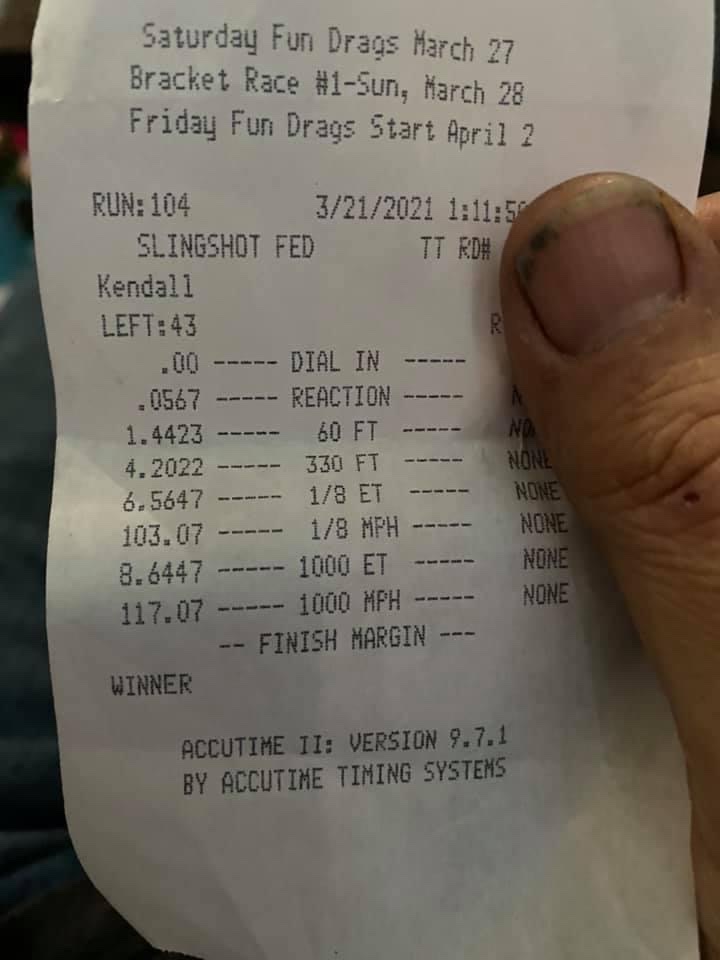 Saturday Fun Drags March 27
Bracket Race #1-Sun, March 28
Friday Fun Drags Start April 2
RUN:104 3/21/2021 1:11:5
SLINGSHOT FED TT RD#
Kendall
LEFT:43 R
.00 ----- DIAL IN -----
.0567 ----- REACTION ----- N
1.4423 ----- 60 FT ----- NO
4.2022 ----- 330 FT ----- NONE
6.5647 ----- 1/8 ET ----- NONE
103.07 ----- 1/8 MPH ----- NONE
8.6447 ----- 1000 ET ----- NONE
117.07 ----- 1000 MPH ----- NONE
-- FINISH MARGIN ---
WINNER
ACCUTIME II: VERSION 9.7.1
BY ACCUTIME TIMING SYSTEMS